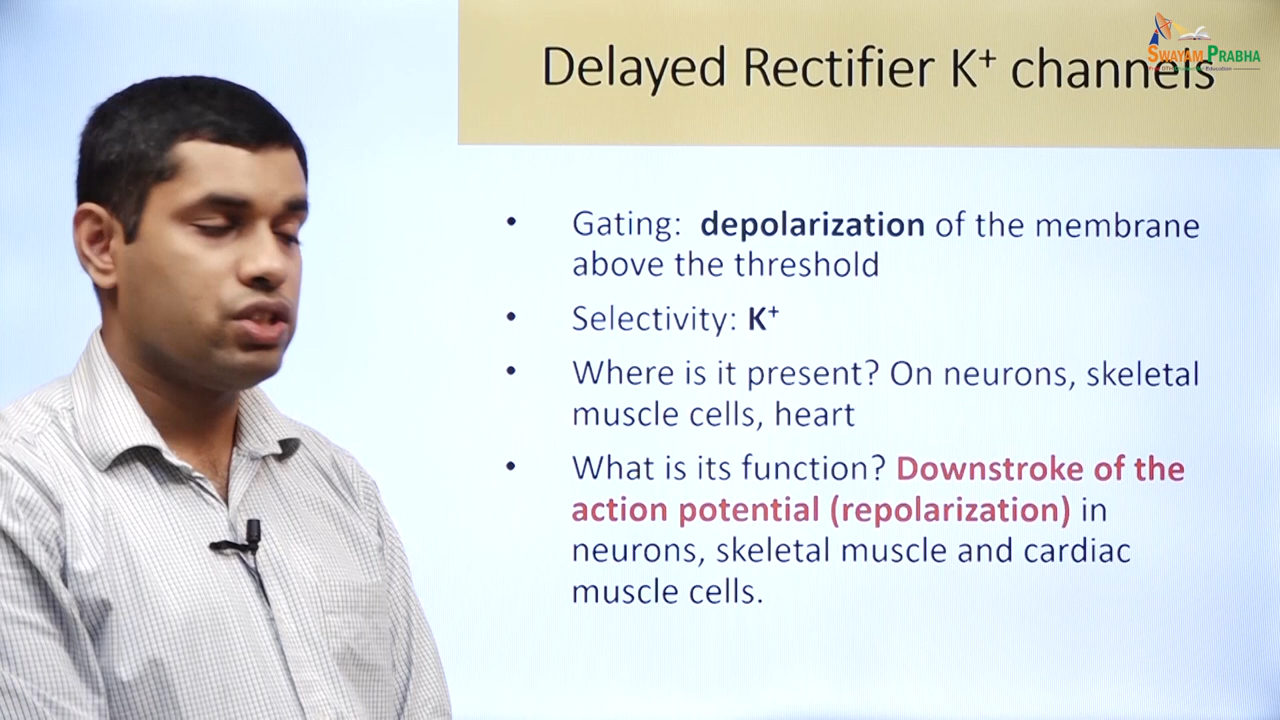 Delayed Rectifier K⁺ channels
SWAYAM PRABHA
• Gating: depolarization of the membrane
above the threshold
• Selectivity: K⁺
• Where is it present? On neurons, skeletal
muscle cells, heart
• What is its function? Downstroke of the
action potential (repolarization) in
neurons, skeletal muscle and cardiac
muscle cells.